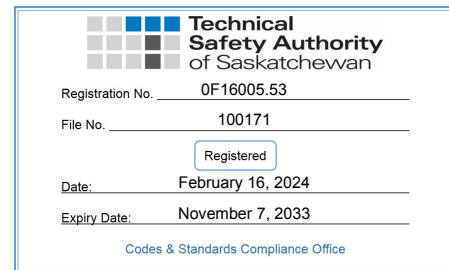 Technical
Safety Authority
of Saskatchewan
Registration No. 0F16005.53
File No. 100171
Registered
Date: February 16, 2024
Expiry Date: November 7, 2033
Codes & Standards Compliance Office